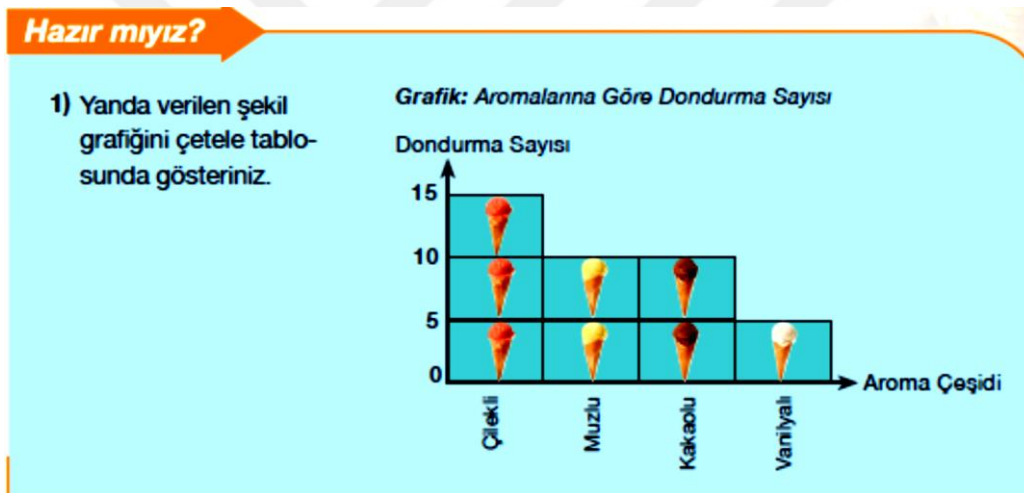 Hazır mıyız?
1) Yanda verilen şekil
grafiğini çetele tablo-
sunda gösteriniz.
Grafik: Aromalarına Göre Dondurma Sayısı
Dondurma Sayısı
15
10
5
0
Çilekli
Muzlu
Kakaolu
Vanilyalı
Aroma Çeşidi